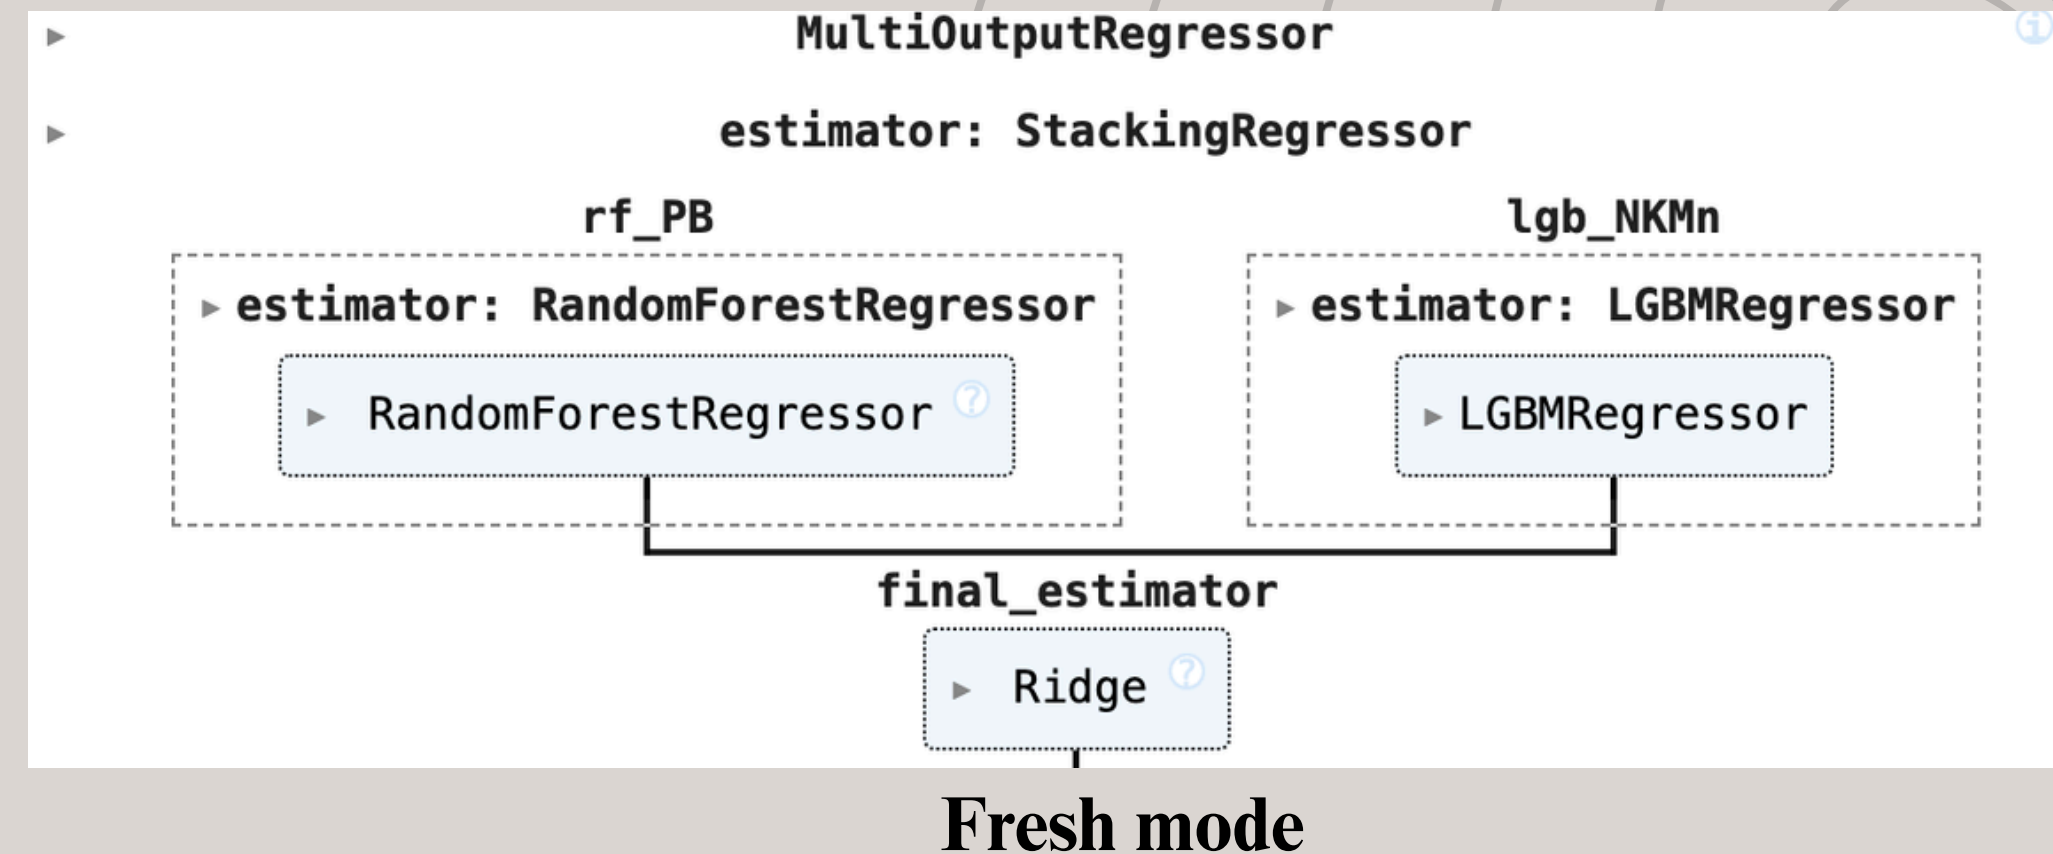 MultiOutputRegressor
estimator: StackingRegressor
rf_PB
lgb_NKMn
estimator: RandomForestRegressor
estimator: LGBMRegressor
RandomForestRegressor ?
LGBMRegressor
final_estimator
Ridge ?
Fresh mode